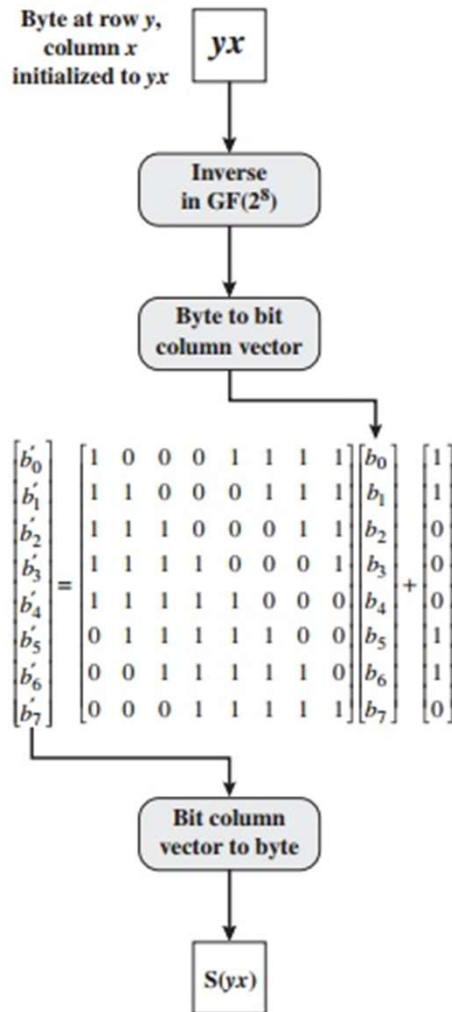 Byte at row y,
column x
initialized to yx
yx
Inverse
in GF(2⁸)
Byte to bit
column vector
b′0 1 0 0 0 1 1 1 1 b0 1
b′1 1 1 0 0 0 1 1 1 b1 1
b′2 1 1 1 0 0 0 1 1 b2 0
b′3 1 1 1 1 0 0 0 1 b3 0
b′4 = 1 1 1 1 1 0 0 0 b4 + 0
b′5 0 1 1 1 1 1 0 0 b5 1
b′6 0 0 1 1 1 1 1 0 b6 1
b′7 0 0 0 1 1 1 1 1 b7 0
Bit column
vector to byte
S(yx)